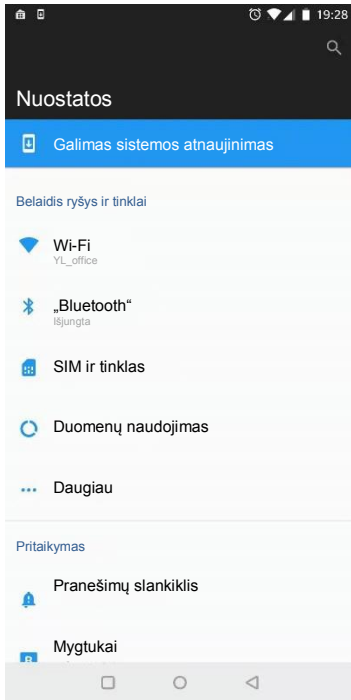 19:28
Nuostatos
Galimas sistemos atnaujinimas
Belaidis ryšys ir tinklai
Wi-Fi
YL_office
„Bluetooth“
Išjungta
SIM ir tinklas
Duomenų naudojimas
Daugiau
Pritaikymas
Pranešimų slankiklis
Mygtukai